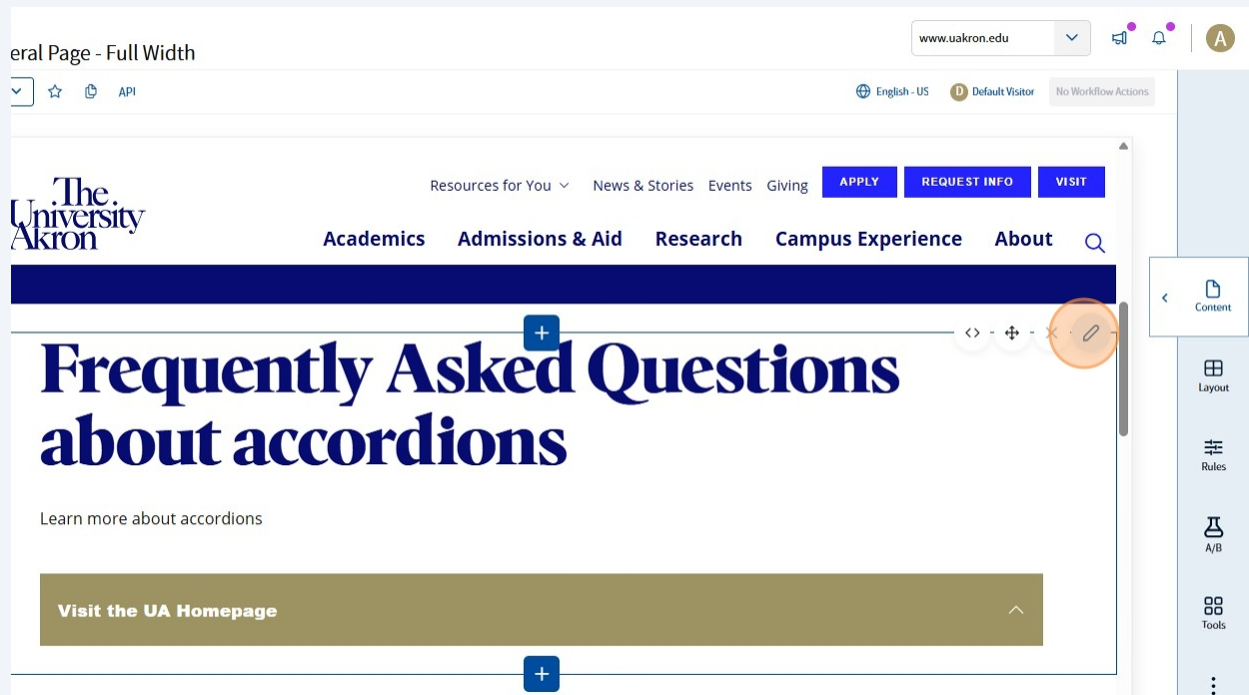 eral Page - Full Width
www.uakron.edu
A
API
English - US
D Default Visitor
No Workflow Actions
The
University
Akron
Resources for You
News & Stories
Events
Giving
APPLY
REQUEST INFO
VISIT
Academics
Admissions & Aid
Research
Campus Experience
About
Content
Layout
Rules
A/B
Tools
Frequently Asked Questions
about accordions
Learn more about accordions
Visit the UA Homepage